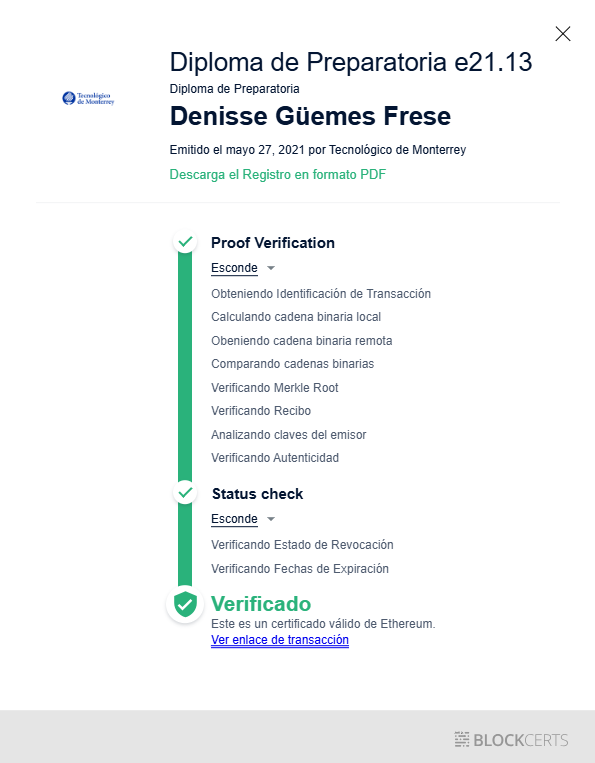 Diploma de Preparatoria e21.13
Tecnológico
de Monterrey
Diploma de Preparatoria
Denisse Güemes Frese
Emitido el mayo 27, 2021 por Tecnológico de Monterrey
Descarga el Registro en formato PDF
Proof Verification
Esconde
Obteniendo Identificación de Transacción
Calculando cadena binaria local
Obeniendo cadena binaria remota
Comparando cadenas binarias
Verificando Merkle Root
Verificando Recibo
Analizando claves del emisor
Verificando Autenticidad
Status check
Esconde
Verificando Estado de Revocación
Verificando Fechas de Expiración
Verificado
Este es un certificado válido de Ethereum.
Ver enlace de transacción
BLOCKCERTS